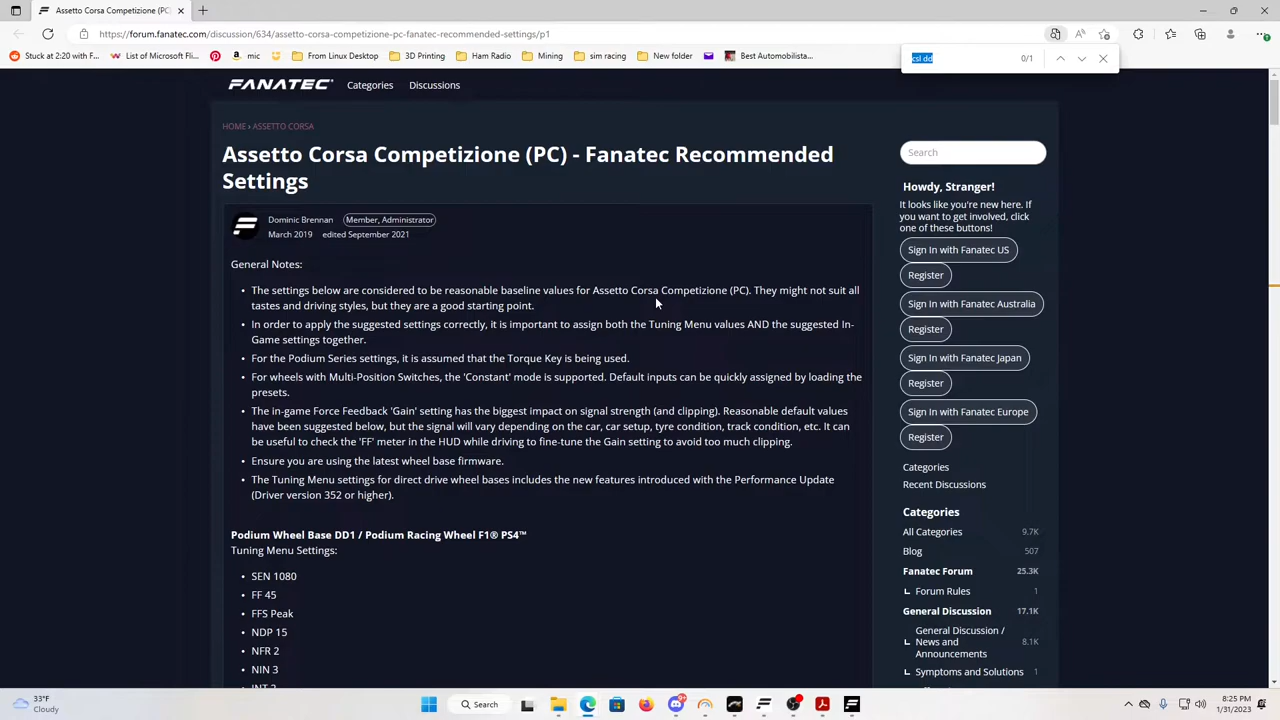 Assetto Corsa Competizione (PC)
https://forum.fanatec.com/discussion/634/assetto-corsa-competizione-pc-fanatec-recommended-settings/p1
Stuck at 2:20 with F... List of Microsoft Fli... mic From Linux Desktop 3D Printing Ham Radio Mining sim racing New folder Best Automobilista...
csl dd 0/1
FANATEC Categories Discussions
HOME › ASSETTO CORSA
Assetto Corsa Competizione (PC) - Fanatec Recommended
Settings
Dominic Brennan Member, Administrator
March 2019 edited September 2021
General Notes:
• The settings below are considered to be reasonable baseline values for Assetto Corsa Competizione (PC). They might not suit all
tastes and driving styles, but they are a good starting point.
• In order to apply the suggested settings correctly, it is important to assign both the Tuning Menu values AND the suggested In-
Game settings together.
• For the Podium Series settings, it is assumed that the Torque Key is being used.
• For wheels with Multi-Position Switches, the 'Constant' mode is supported. Default inputs can be quickly assigned by loading the
presets.
• The in-game Force Feedback 'Gain' setting has the biggest impact on signal strength (and clipping). Reasonable default values
have been suggested below, but the signal will vary depending on the car, car setup, tyre condition, track condition, etc. It can
be useful to check the 'FF' meter in the HUD while driving to fine-tune the Gain setting to avoid too much clipping.
• Ensure you are using the latest wheel base firmware.
• The Tuning Menu settings for direct drive wheel bases includes the new features introduced with the Performance Update
(Driver version 352 or higher).
Podium Wheel Base DD1 / Podium Racing Wheel F1® PS4™
Tuning Menu Settings:
• SEN 1080
• FF 45
• FFS Peak
• NDP 15
• NFR 2
• NIN 3
Search
Howdy, Stranger!
It looks like you're new here. If
you want to get involved, click
one of these buttons!
Sign In with Fanatec US
Register
Sign In with Fanatec Australia
Register
Sign In with Fanatec Japan
Register
Sign In with Fanatec Europe
Register
Categories
Recent Discussions
Categories
All Categories 9.7K
Blog 507
Fanatec Forum 25.3K
Forum Rules 1
General Discussion 17.1K
General Discussion / 
News and 8.1K
Announcements
Symptoms and Solutions 1
33°F
Cloudy
Search
9+
8:25 PM
1/31/2023